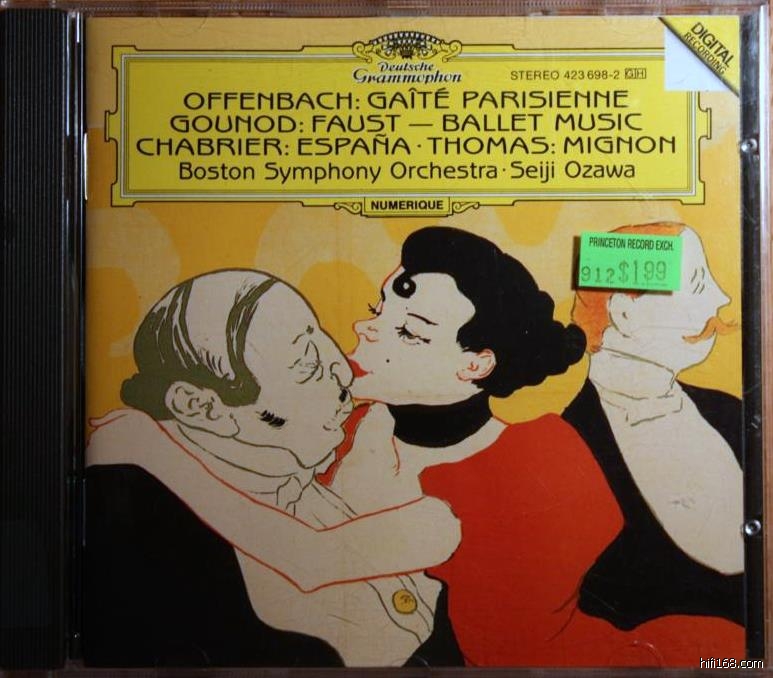 Deutsche
Grammophon
STEREO 423 698-2 GH
DIGITAL
RECORDING
OFFENBACH: GAÎTÉ PARISIENNE
GOUNOD: FAUST — BALLET MUSIC
CHABRIER: ESPAÑA · THOMAS: MIGNON
Boston Symphony Orchestra · Seiji Ozawa
NUMERIQUE
PRINCETON RECORD EXCH.
912 $1.99
hifi168.com